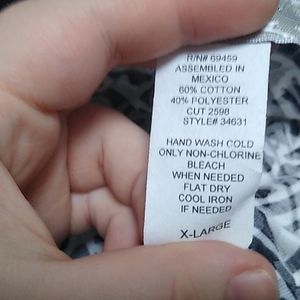 R/N# 69459
ASSEMBLED IN
MEXICO
60% COTTON
40% POLYESTER
CUT 2598
STYLE# 34631
HAND WASH COLD
ONLY NON-CHLORINE
BLEACH
WHEN NEEDED
FLAT DRY
COOL IRON
IF NEEDED
X-LARGE